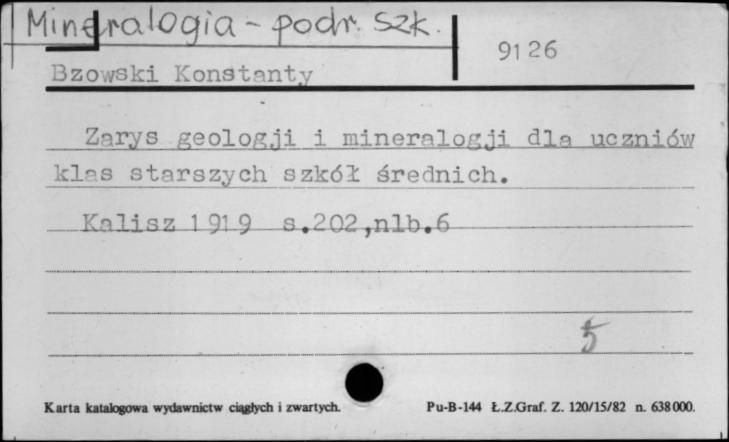 Mineralogia - podr. szk.
9126
Bzowski Konstanty
Zarys geologji i mineralogji dla uczniów
klas starszych szkół średnich.
Kalisz 1919 s.202,nlb.6
5
Karta katalogowa wydawnictw ciągłych i zwartych.
Pu-B-144 Ł.Z.Graf. Z. 120/15/82 n. 638000.